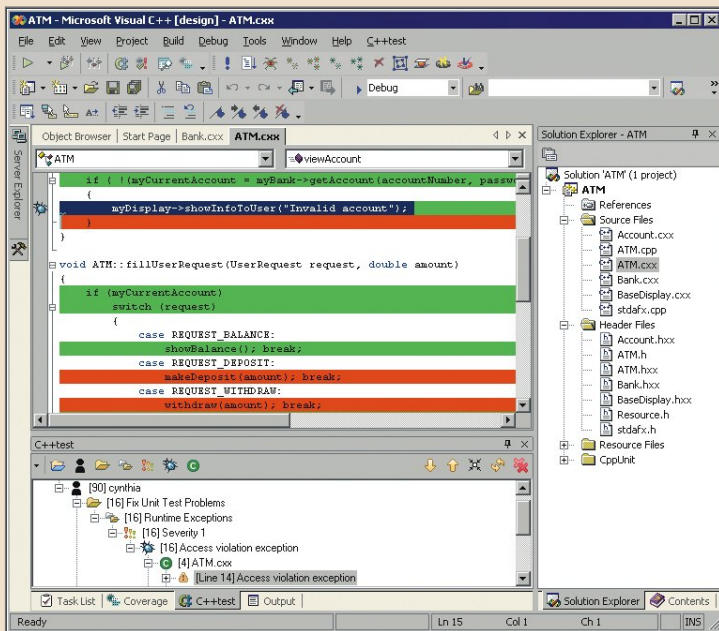 ATM - Microsoft Visual C++ [design] - ATM.cxx
File Edit View Project Build Debug Tools Window Help C++test
Debug
Server Explorer
Object Browser Start Page Bank.cxx ATM.cxx
ATM viewAccount
if ( !(myCurrentAccount = myBank->getAccount(accountNumber, passwo
{
myDisplay->showInfoToUser("Invalid account");
}
}
void ATM::fillUserRequest(UserRequest request, double amount)
{
if (myCurrentAccount)
switch (request)
{
case REQUEST_BALANCE:
showBalance(); break;
case REQUEST_DEPOSIT:
makeDeposit(amount); break;
case REQUEST_WITHDRAW:
withdraw(amount); break;
Solution Explorer - ATM
Solution 'ATM' (1 project)
ATM
References
Source Files
Account.cxx
ATM.cpp
ATM.cxx
Bank.cxx
BaseDisplay.cxx
stdafx.cpp
Header Files
Account.hxx
ATM.h
ATM.hxx
Bank.hxx
BaseDisplay.hxx
Resource.h
stdafx.h
Resource Files
CppUnit
C++test
[90] cynthia
[16] Fix Unit Test Problems
[16] Runtime Exceptions
[16] Severity 1
[16] Access violation exception
[4] ATM.cxx
[Line 14] Access violation exception
Task List Coverage C++test Output
Solution Explorer Contents
Ready Ln 15 Col 1 Ch 1 INS